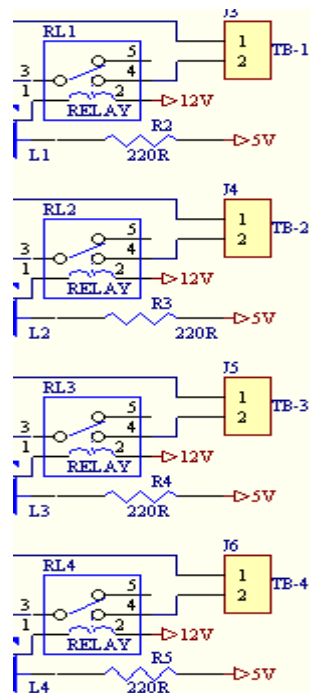 J3
RL1
5
1
3
4
2
TB-1
1
2
12V
RELAY
R2
5V
L1
220R
J4
RL2
5
1
3
4
2
TB-2
1
2
12V
RELAY
R3
5V
L2
220R
J5
RL3
5
1
3
4
2
TB-3
1
2
12V
RELAY
R4
5V
L3
220R
J6
RL4
5
1
3
4
2
TB-4
1
2
12V
RELAY
R5
5V
L4
220R